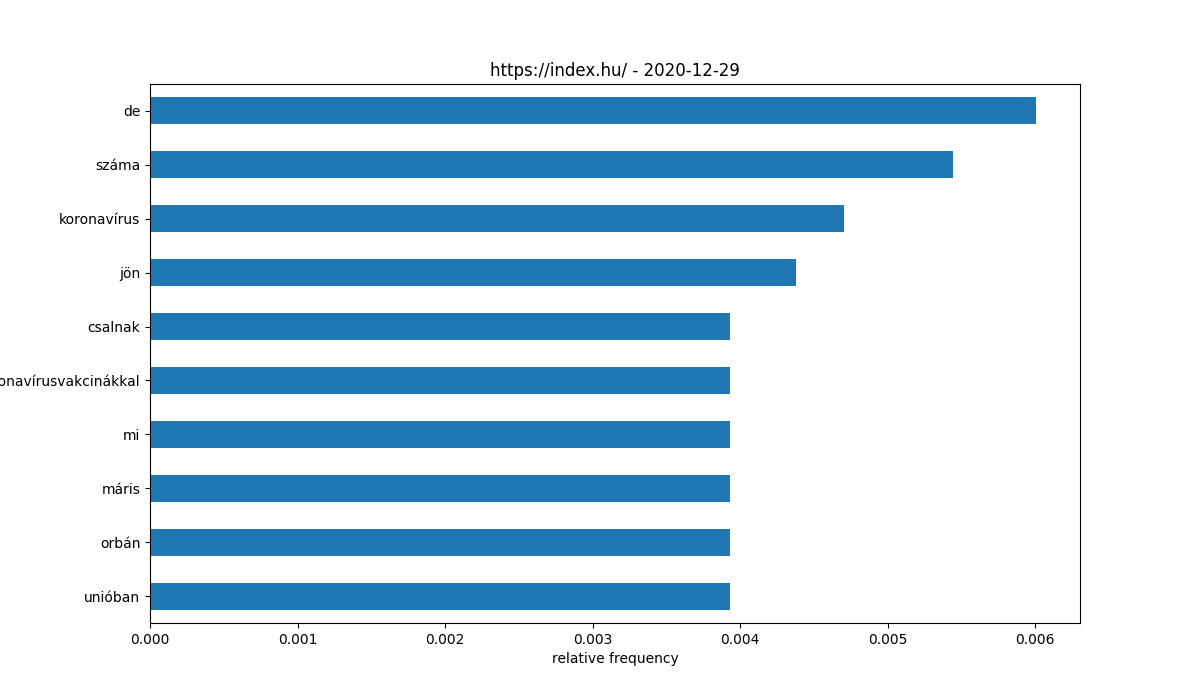 https://index.hu/ - 2020-12-29
de
száma
koronavírus
jön
csalnak
onavírusvakcinákkal
mi
máris
orbán
unióban
0.000 0.001 0.002 0.003 0.004 0.005 0.006
relative frequency